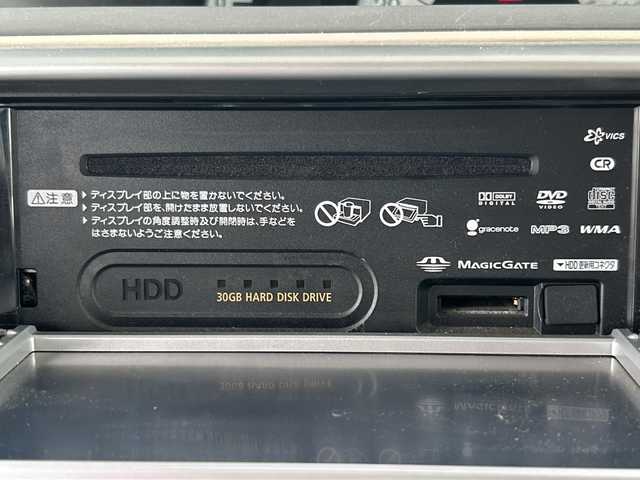 VICS
CR
⚠注意
▶ディスプレイ部の上に物を置かないでください。
▶ディスプレイ部を、開けたまま放置しないでください。
▶ディスプレイの角度調整時及び開閉時は、手などを
はさまないようご注意ください。
DOLBY
DIGITAL
DVD
VIDEO
DISC
gracenote
MP3
WMA
MAGICGATE
▼HDD更新用コネクタ
HDD
30GB HARD DISK DRIVE